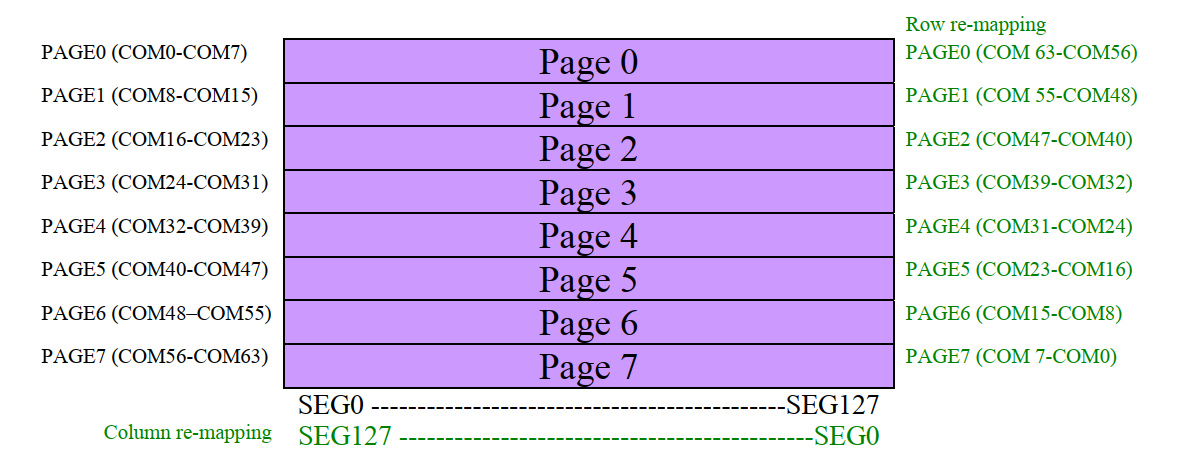 Row re-mapping
PAGE0 (COM0-COM7) Page 0 PAGE0 (COM 63-COM56)
PAGE1 (COM8-COM15) Page 1 PAGE1 (COM 55-COM48)
PAGE2 (COM16-COM23) Page 2 PAGE2 (COM47-COM40)
PAGE3 (COM24-COM31) Page 3 PAGE3 (COM39-COM32)
PAGE4 (COM32-COM39) Page 4 PAGE4 (COM31-COM24)
PAGE5 (COM40-COM47) Page 5 PAGE5 (COM23-COM16)
PAGE6 (COM48–COM55) Page 6 PAGE6 (COM15-COM8)
PAGE7 (COM56-COM63) Page 7 PAGE7 (COM 7-COM0)
SEG0 ---------------------------------------------SEG127
Column re-mapping SEG127 ---------------------------------------------SEG0